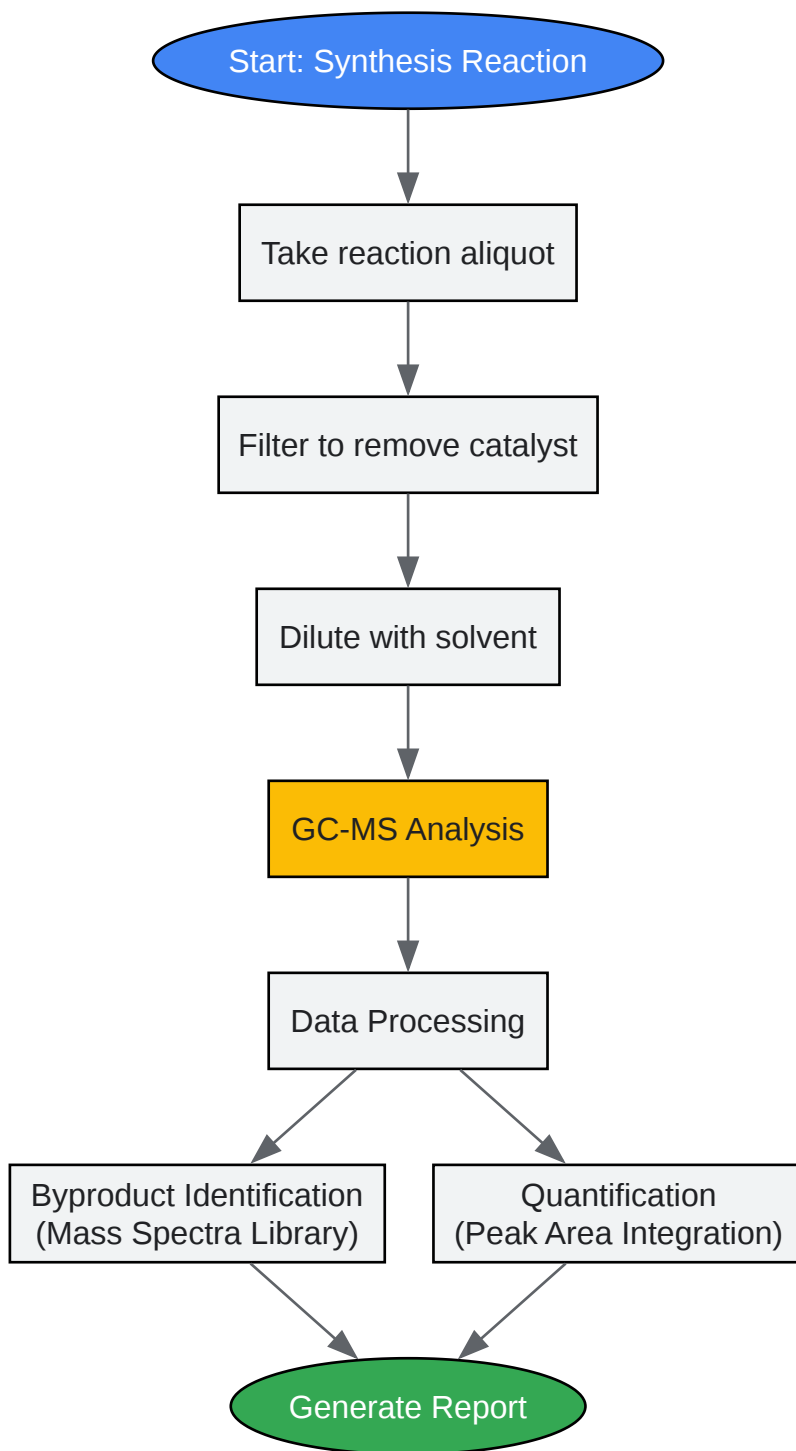 Start: Synthesis Reaction
Take reaction aliquot
Filter to remove catalyst
Dilute with solvent
GC-MS Analysis
Data Processing
Byproduct Identification
(Mass Spectra Library)
Quantification
(Peak Area Integration)
Generate Report